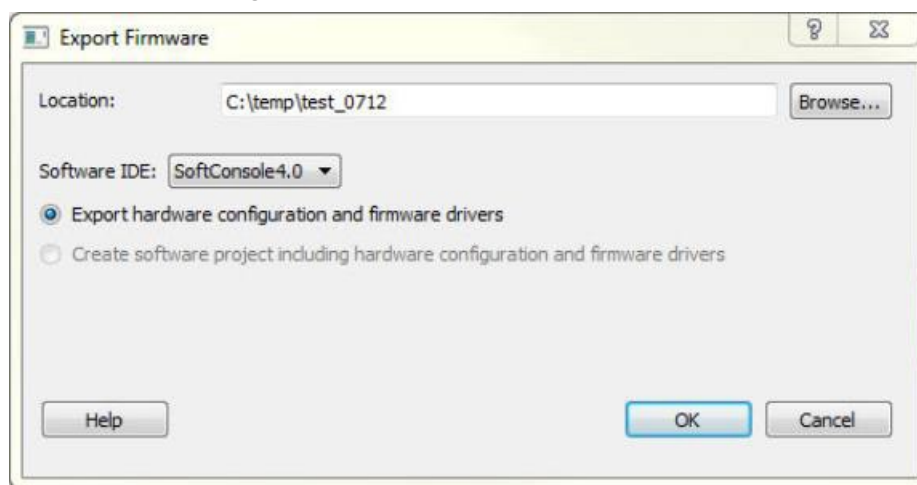 Export Firmware
Location: C:\temp\test_0712 Browse...
Software IDE: SoftConsole4.0
Export hardware configuration and firmware drivers
Create software project including hardware configuration and firmware drivers
Help OK Cancel